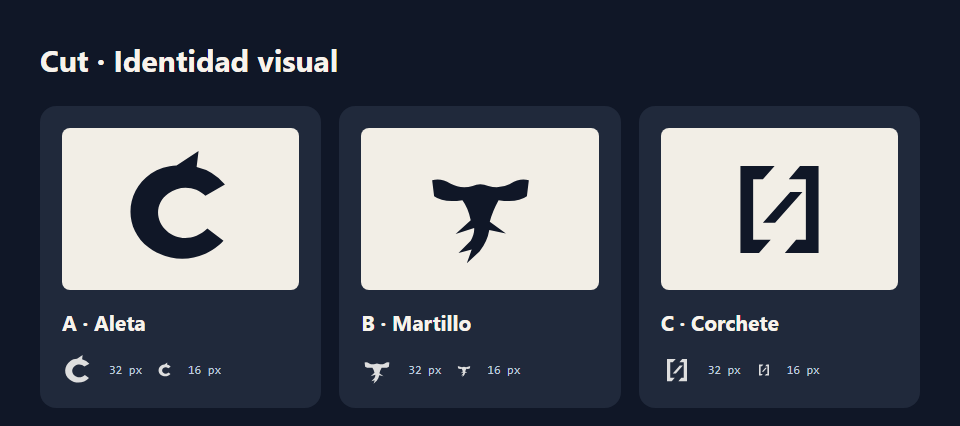 Cut · Identidad visual
A · Aleta
32 px 16 px
B · Martillo
32 px 16 px
C · Corchete
32 px 16 px